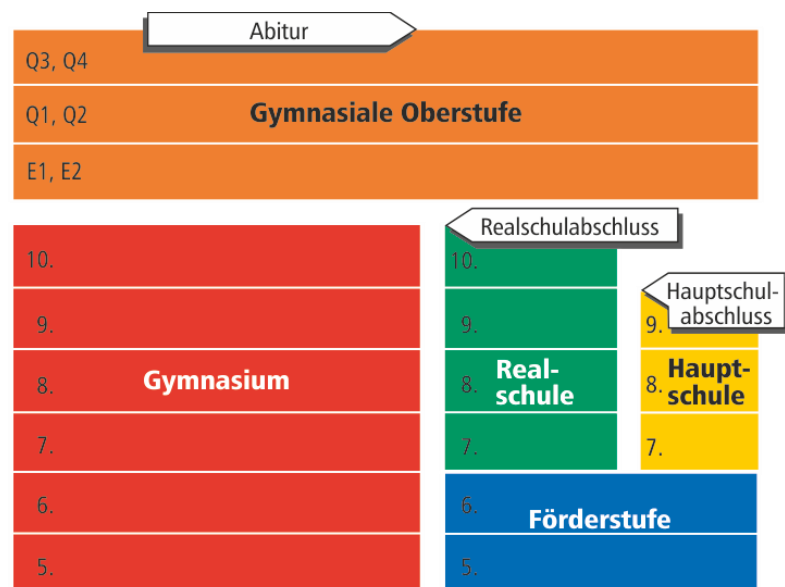 Abitur
Q3, Q4
Q1, Q2
Gymnasiale Oberstufe
E1, E2
10.
9.
8.
Gymnasium
7.
6.
5.
Realschulabschluss
10.
9.
8.
Real-
schule
7.
Hauptschul-
abschluss
9.
8.
Haupt-
schule
7.
6.
Förderstufe
5.